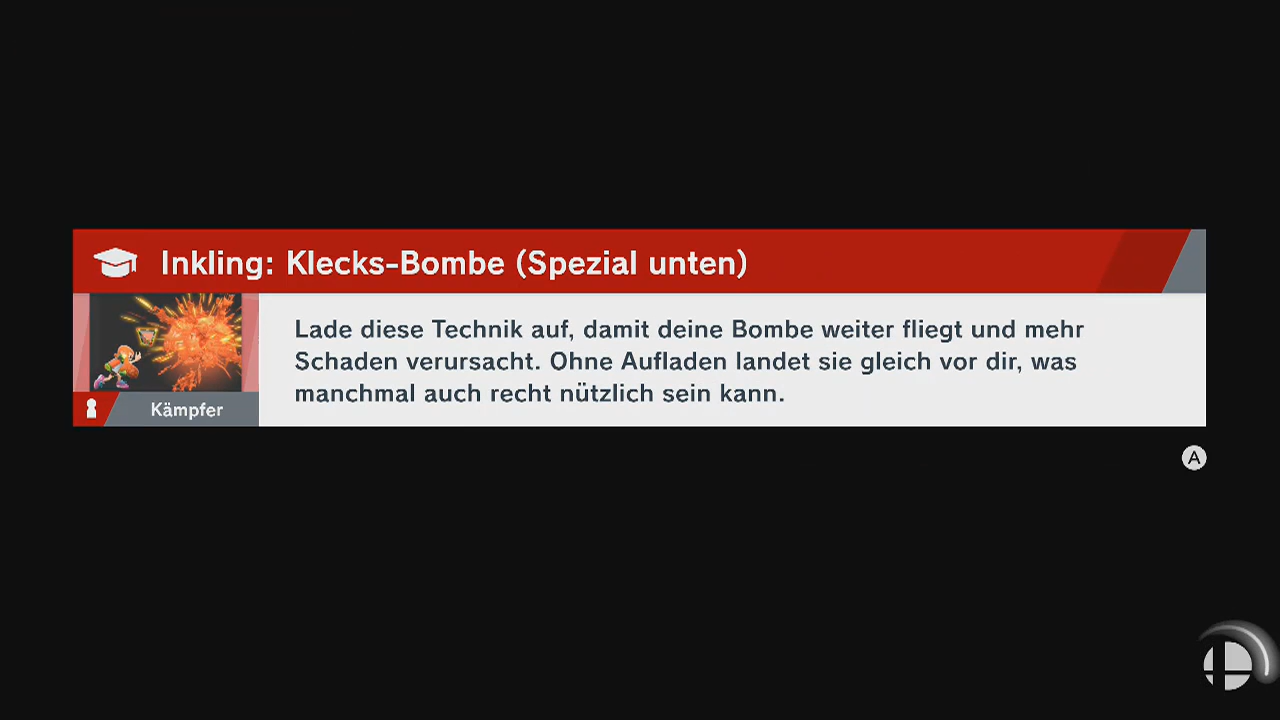 Inkling: Klecks-Bombe (Spezial unten)
Lade diese Technik auf, damit deine Bombe weiter fliegt und mehr
Schaden verursacht. Ohne Aufladen landet sie gleich vor dir, was
manchmal auch recht nützlich sein kann.
Kämpfer
A